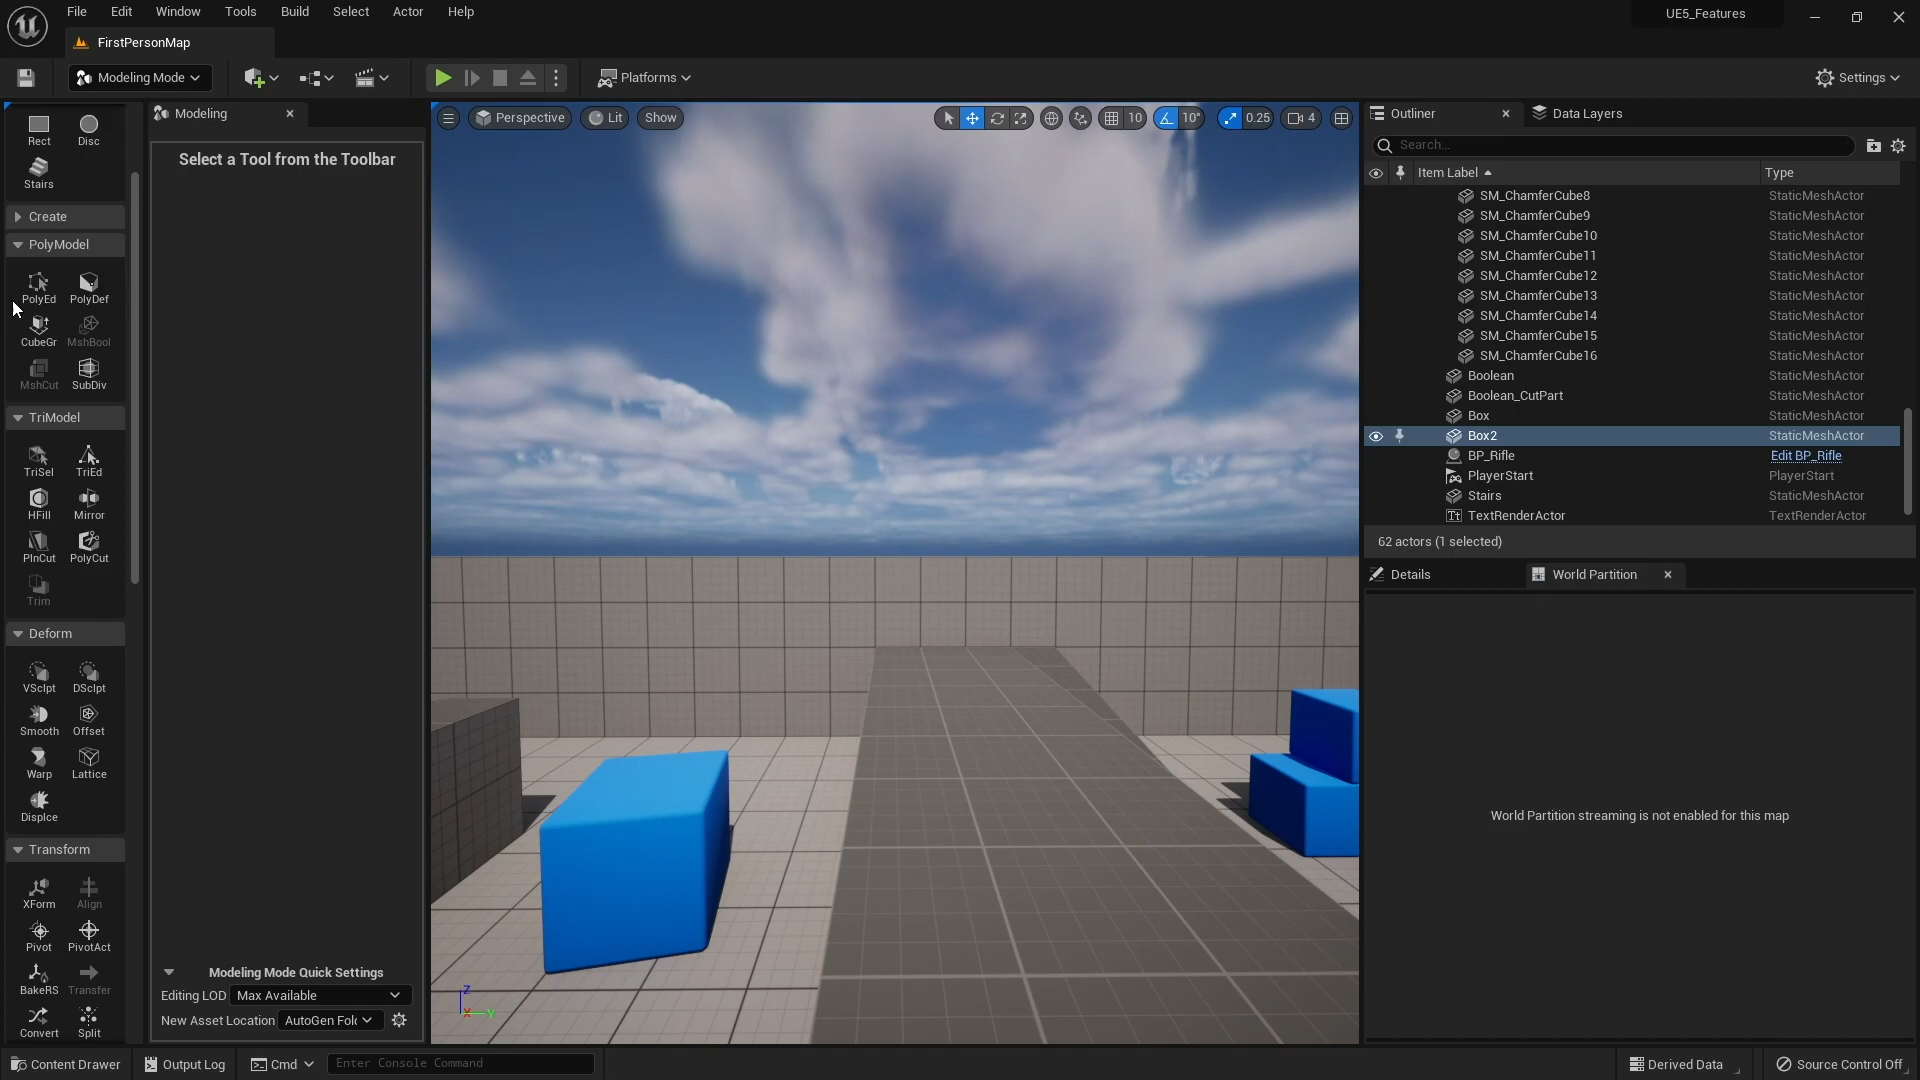 File Edit Window Tools Build Select Actor Help
UE5_Features
FirstPersonMap
Modeling Mode
Platforms
Settings
Rect Disc
Stairs
Create
PolyModel
PolyEd PolyDef
CubeGr MshBool
MshCut SubDiv
TriModel
TriSel TriEd
HFill Mirror
PlnCut PolyCut
Trim
Deform
VSclpt DSclpt
Smooth Offset
Warp Lattice
Displce
Transform
XForm Align
Pivot PivotAct
BakeRS Transfer
Convert Split
Modeling
Select a Tool from the Toolbar
Modeling Mode Quick Settings
Editing LOD Max Available
New Asset Location AutoGen Fol
Perspective Lit Show
10 10° 0.25 4
Z
X Y
Outliner Data Layers
Search...
Item Label Type
SM_ChamferCube8 StaticMeshActor
SM_ChamferCube9 StaticMeshActor
SM_ChamferCube10 StaticMeshActor
SM_ChamferCube11 StaticMeshActor
SM_ChamferCube12 StaticMeshActor
SM_ChamferCube13 StaticMeshActor
SM_ChamferCube14 StaticMeshActor
SM_ChamferCube15 StaticMeshActor
SM_ChamferCube16 StaticMeshActor
Boolean StaticMeshActor
Boolean_CutPart StaticMeshActor
Box StaticMeshActor
Box2 StaticMeshActor
BP_Rifle Edit BP_Rifle
PlayerStart PlayerStart
Stairs StaticMeshActor
TextRenderActor TextRenderActor
62 actors (1 selected)
Details World Partition
World Partition streaming is not enabled for this map
Content Drawer Output Log Cmd Enter Console Command
Derived Data Source Control Off